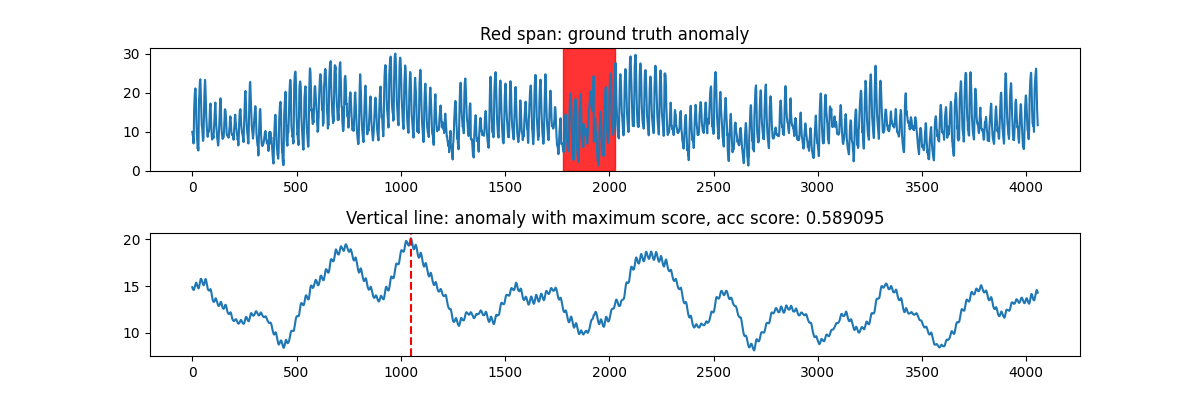 Red span: ground truth anomaly
30
20
10
0
0 500 1000 1500 2000 2500 3000 3500 4000
Vertical line: anomaly with maximum score, acc score: 0.589095
20
15
10
0 500 1000 1500 2000 2500 3000 3500 4000